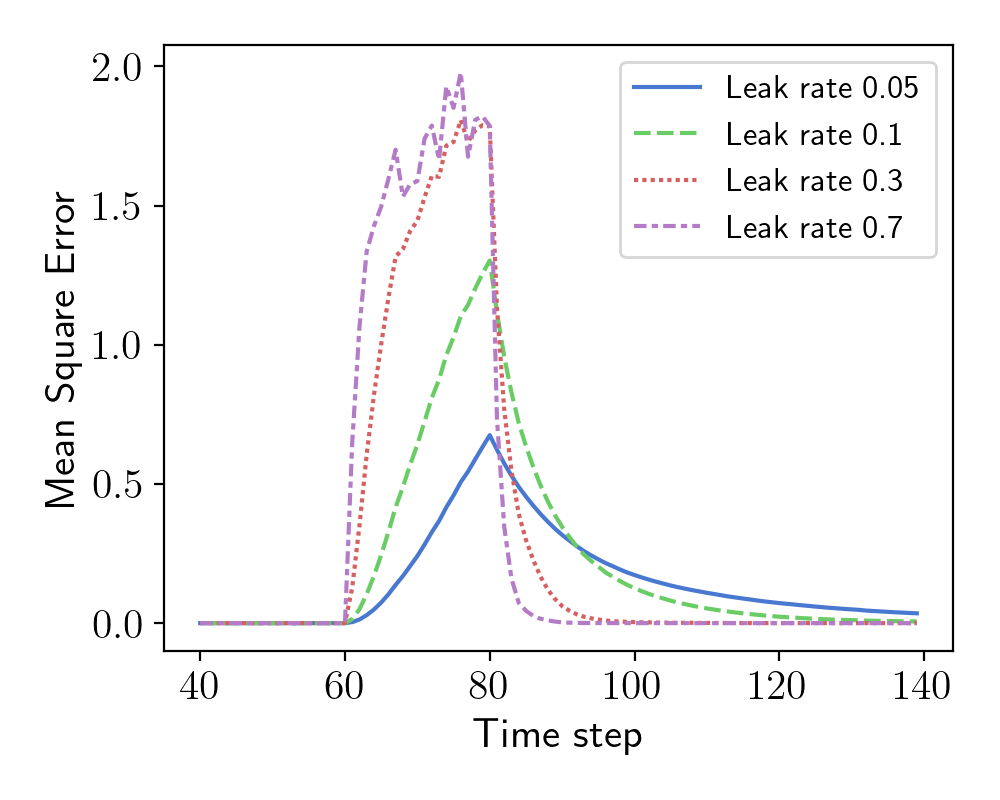 2.0
1.5
1.0
0.5
0.0
Mean Square Error
40 60 80 100 120 140
Time step
Leak rate 0.05
Leak rate 0.1
Leak rate 0.3
Leak rate 0.7